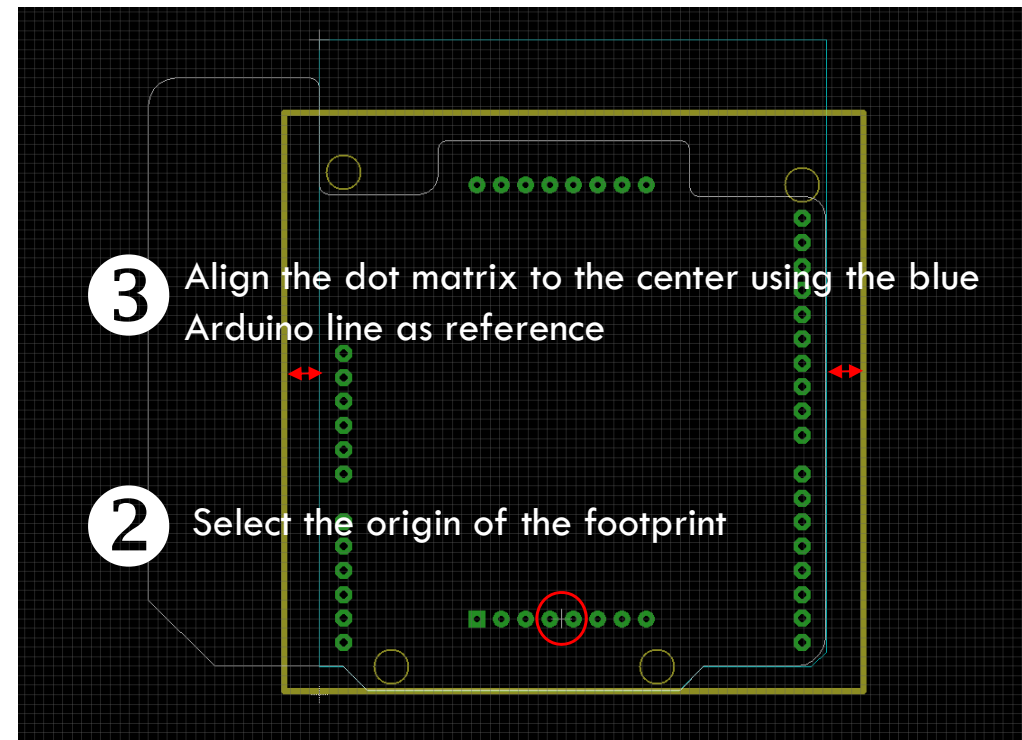 3 Align the dot matrix to the center using the blue
Arduino line as reference
2 Select the origin of the footprint